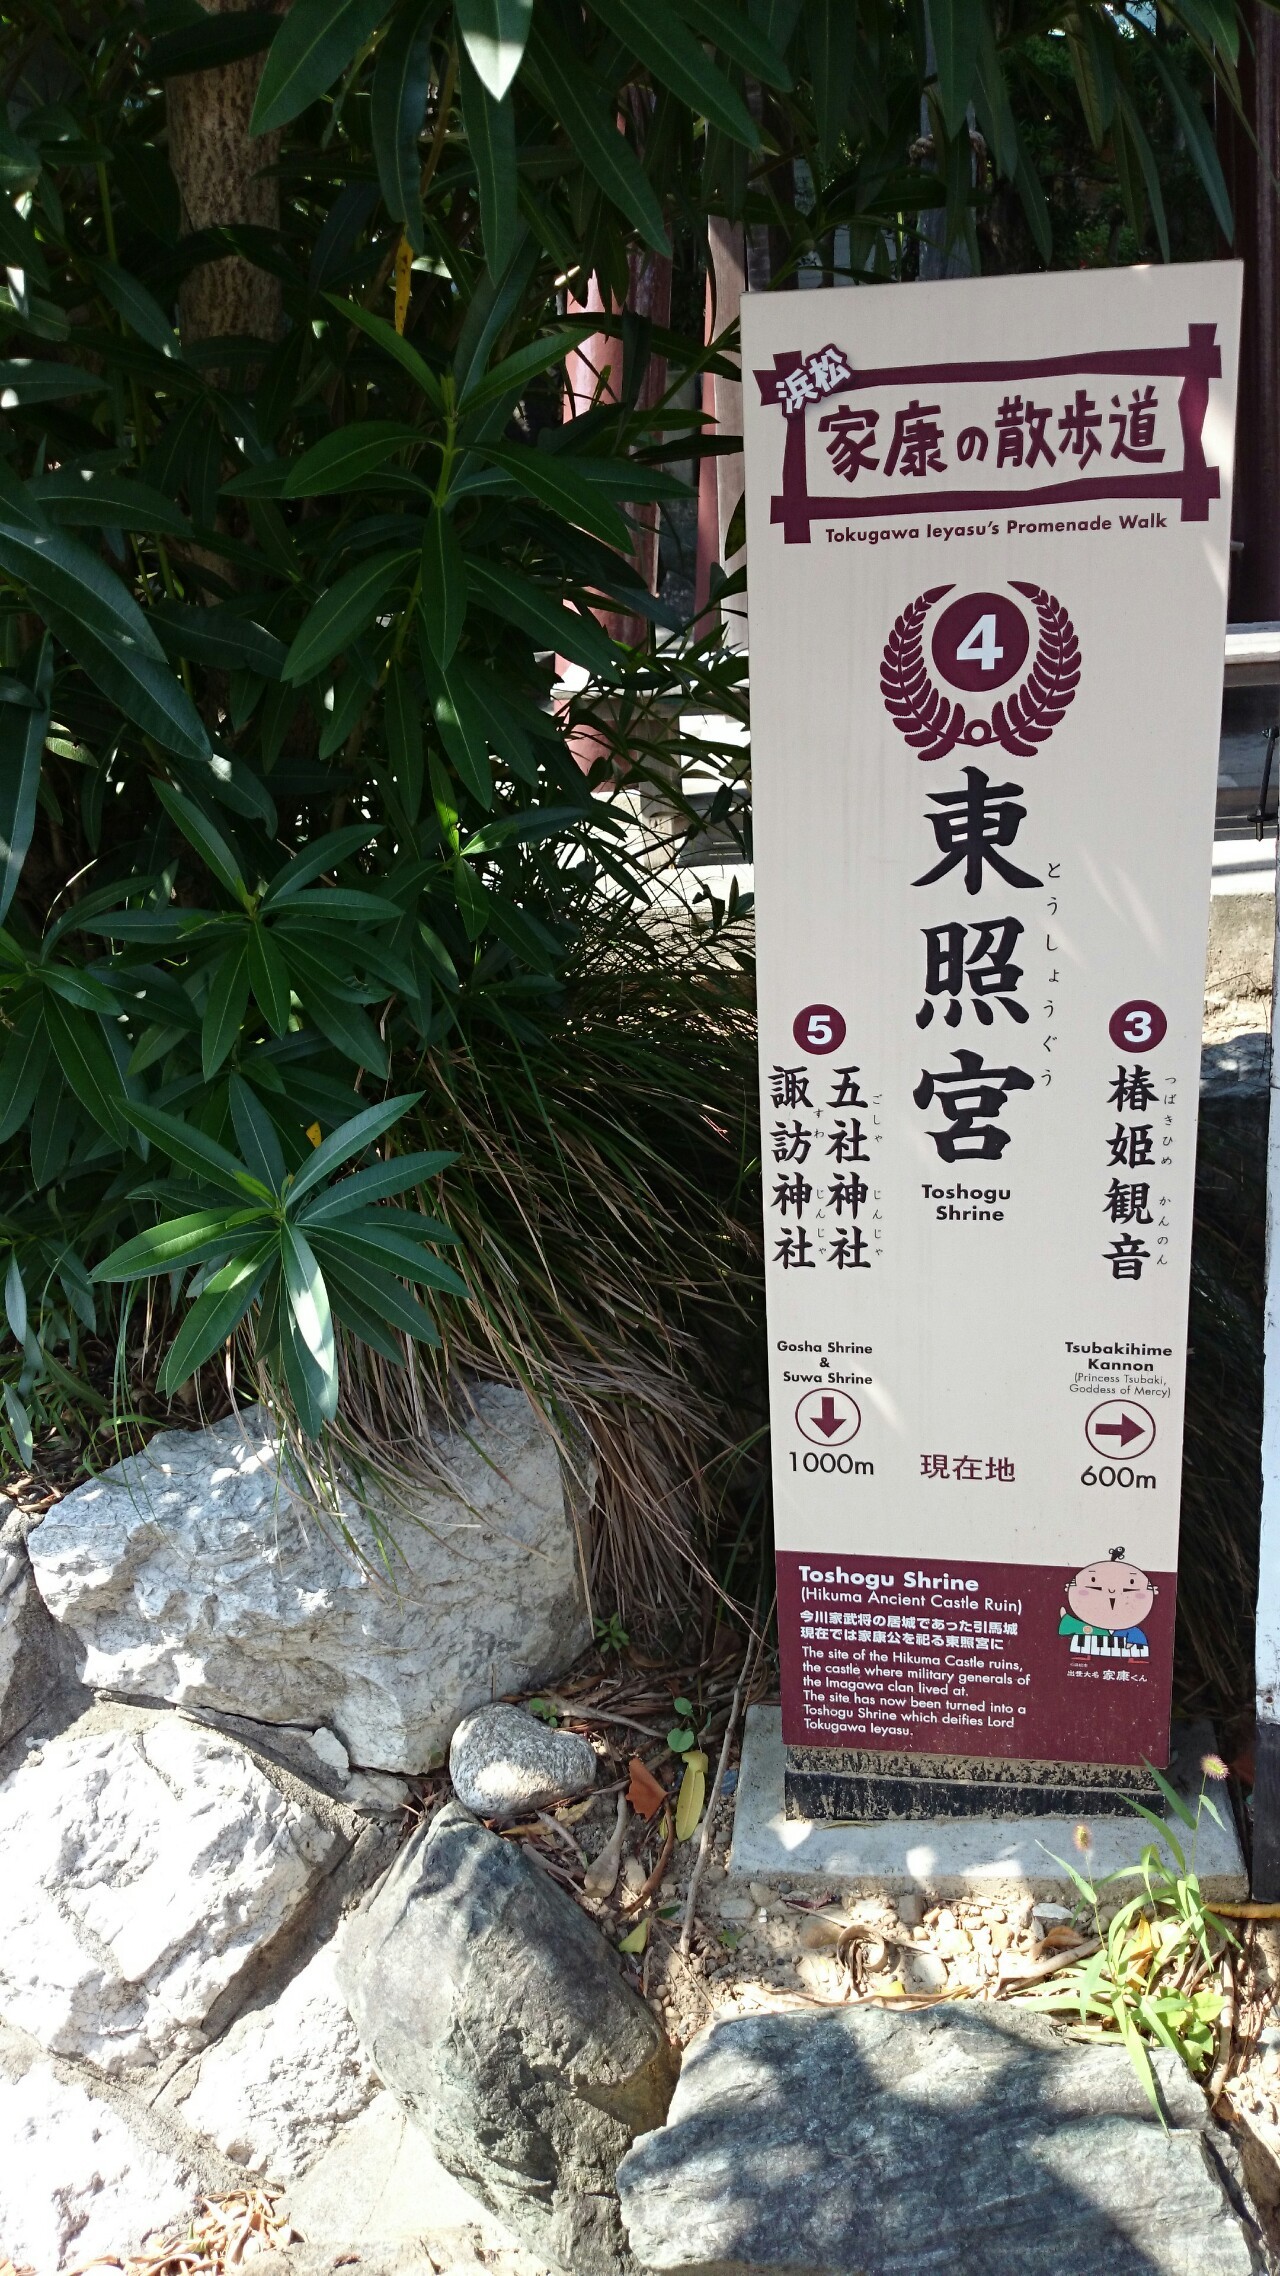 浜松
家康の散歩道
Tokugawa Ieyasu's Promenade Walk
4
東照宮
とうしょうぐう
Toshogu
Shrine
3
椿姫観音
つばきひめ かんのん
Tsubakihime
Kannon
(Princess Tsubaki,
Goddess of Mercy)
600m
5
五社神社
ごしゃ じんじゃ
諏訪神社
すわ じんじゃ
Gosha Shrine
&
Suwa Shrine
1000m
現在地
Toshogu Shrine
(Hikuma Ancient Castle Ruin)
今川家武将の居城であった引馬城
現在では家康公を祀る東照宮に
The site of the Hikuma Castle ruins,
the castle where military generals of
the Imagawa clan lived at.
The site has now been turned into a
Toshogu Shrine which deifies Lord
Tokugawa Ieyasu.
出世大名 家康くん